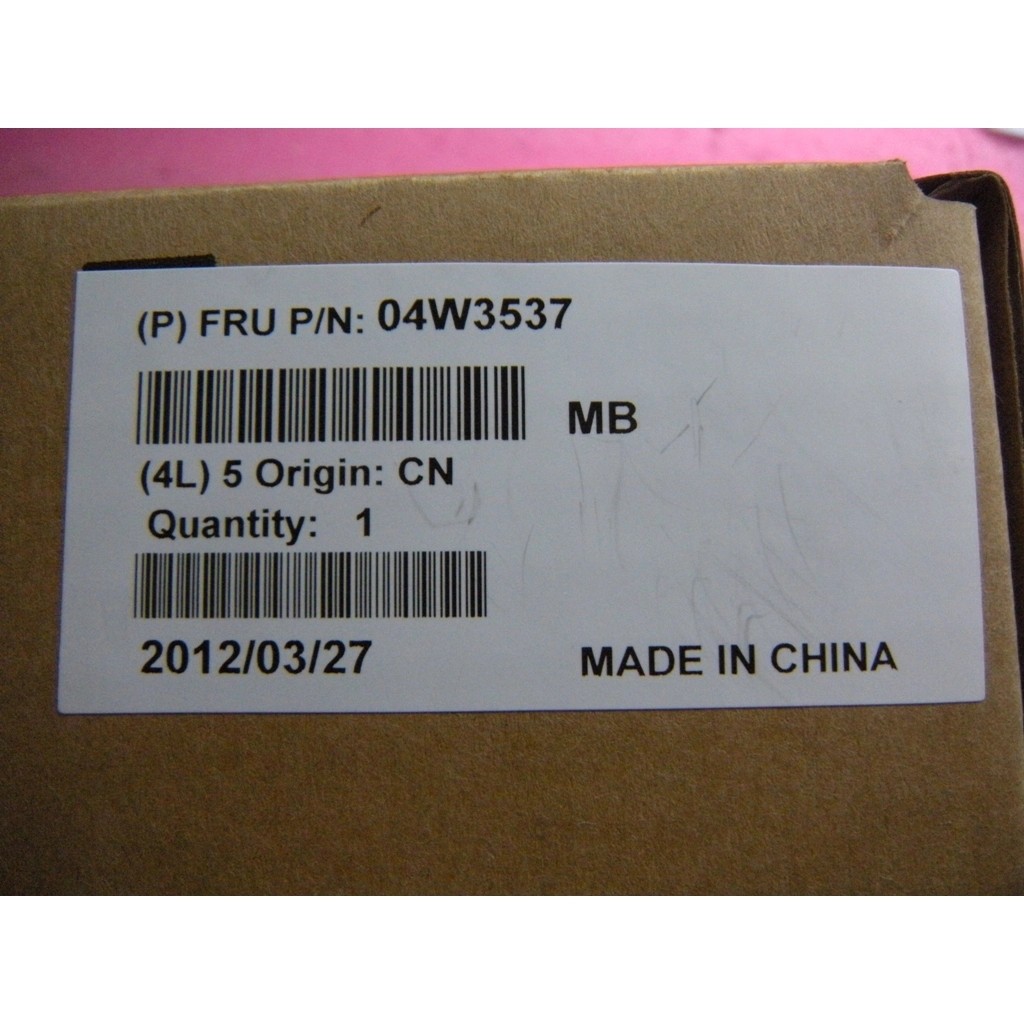 (P) FRU P/N: 04W3537
MB
(4L) 5 Origin: CN
Quantity: 1
2012/03/27
MADE IN CHINA